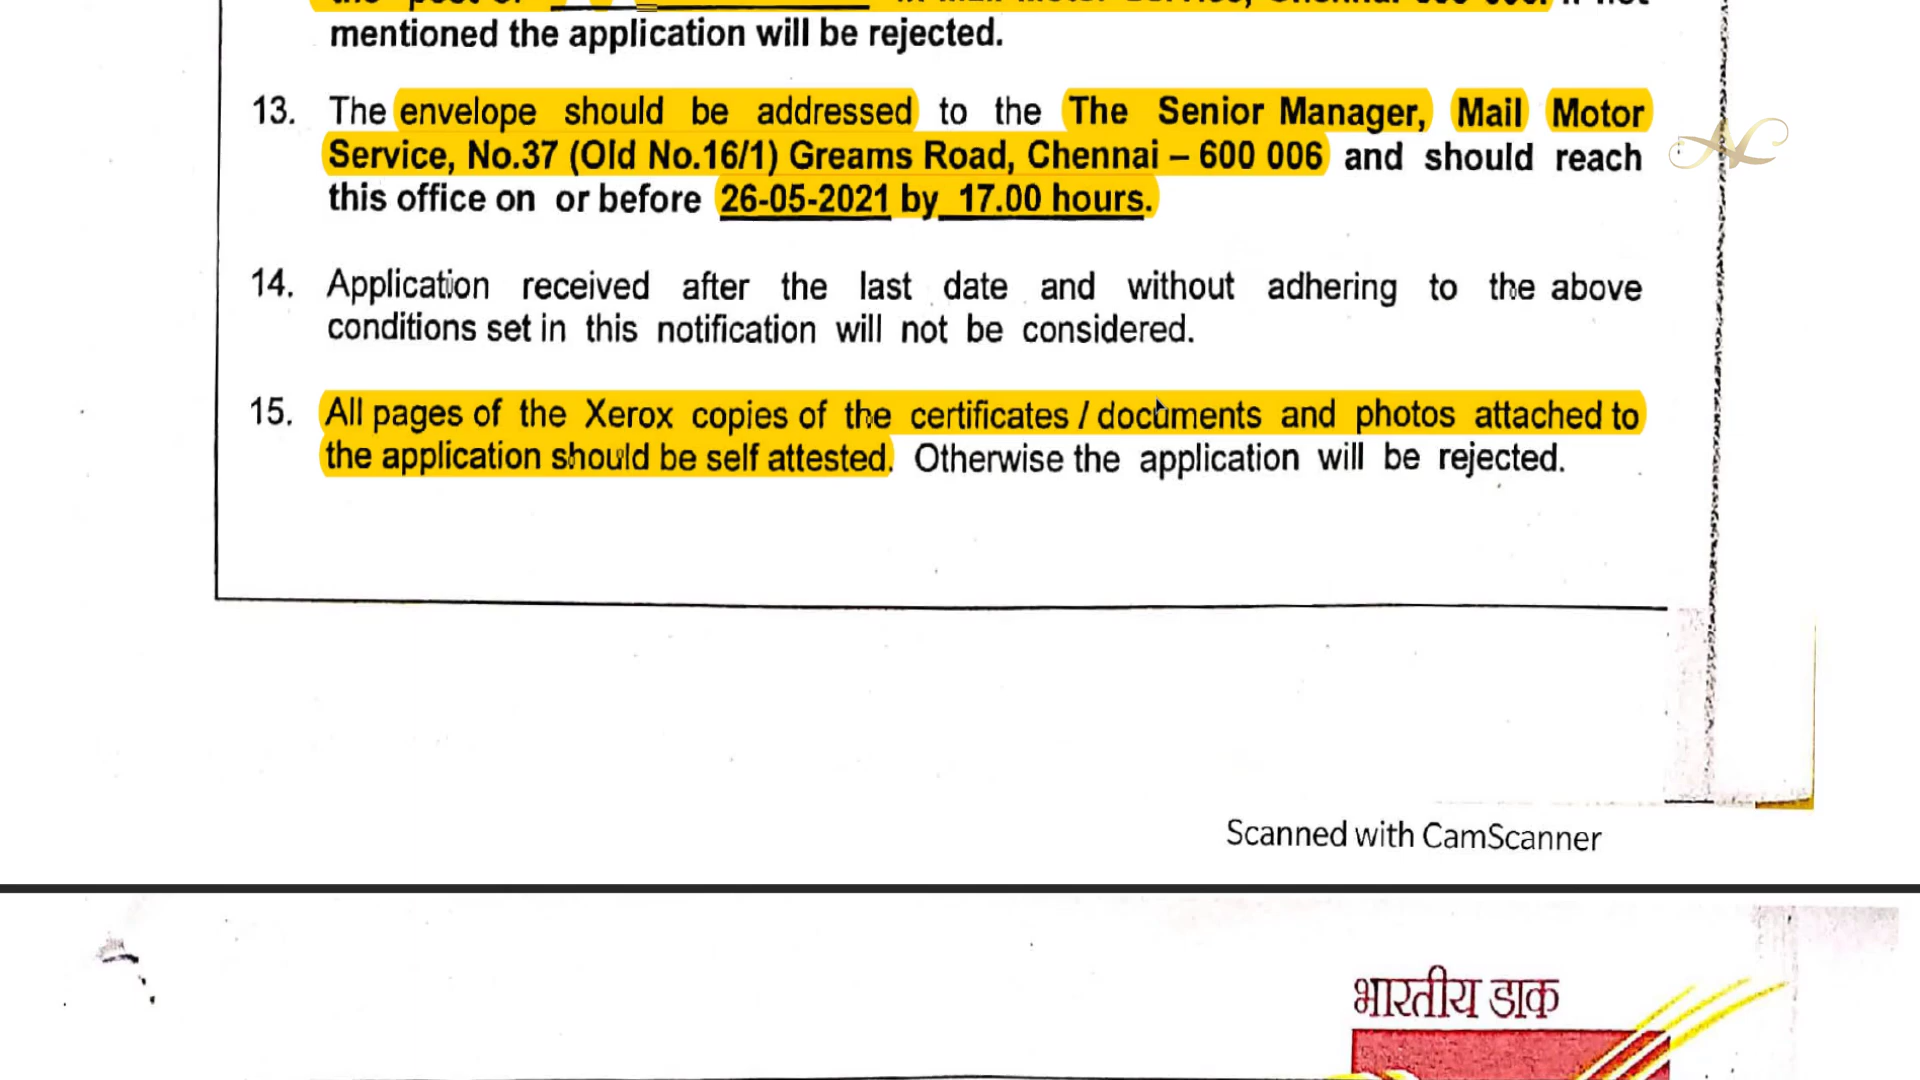 mentioned the application will be rejected.
13. The envelope should be addressed to the The Senior Manager, Mail Motor
Service, No.37 (Old No.16/1) Greams Road, Chennai – 600 006 and should reach
this office on or before 26-05-2021 by 17.00 hours.
14. Application received after the last date and without adhering to the above
conditions set in this notification will not be considered.
15. All pages of the Xerox copies of the certificates / documents and photos attached to
the application should be self attested. Otherwise the application will be rejected.
Scanned with CamScanner
भारतीय डाक